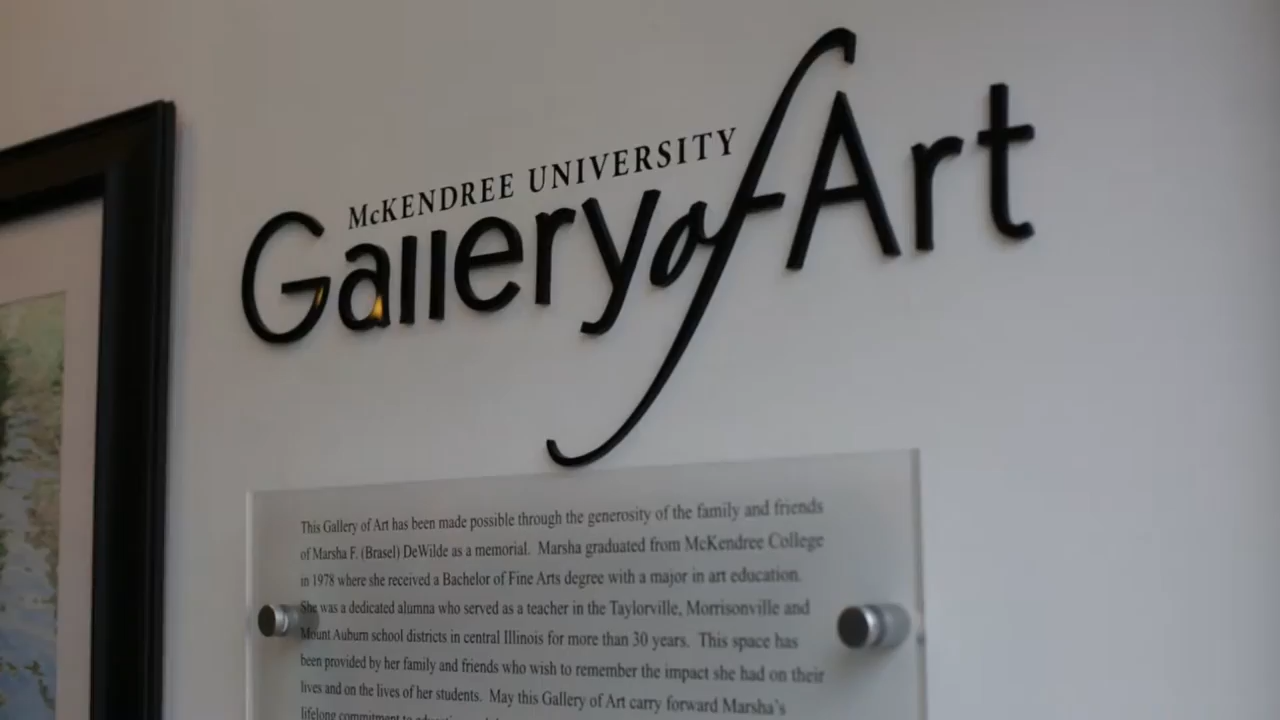 McKENDREE UNIVERSITY
Gallery of Art
This Gallery of Art has been made possible through the generosity of the family and friends
of Marsha F. (Brasel) DeWilde as a memorial. Marsha graduated from McKendree College
in 1978 where she received a Bachelor of Fine Arts degree with a major in art education.
She was a dedicated alumna who served as a teacher in the Taylorville, Morrisonville and
Mount Auburn school districts in central Illinois for more than 30 years. This space has
been provided by her family and friends who wish to remember the impact she had on their
lives and on the lives of her students. May this Gallery of Art carry forward Marsha's
lifelong commitment to